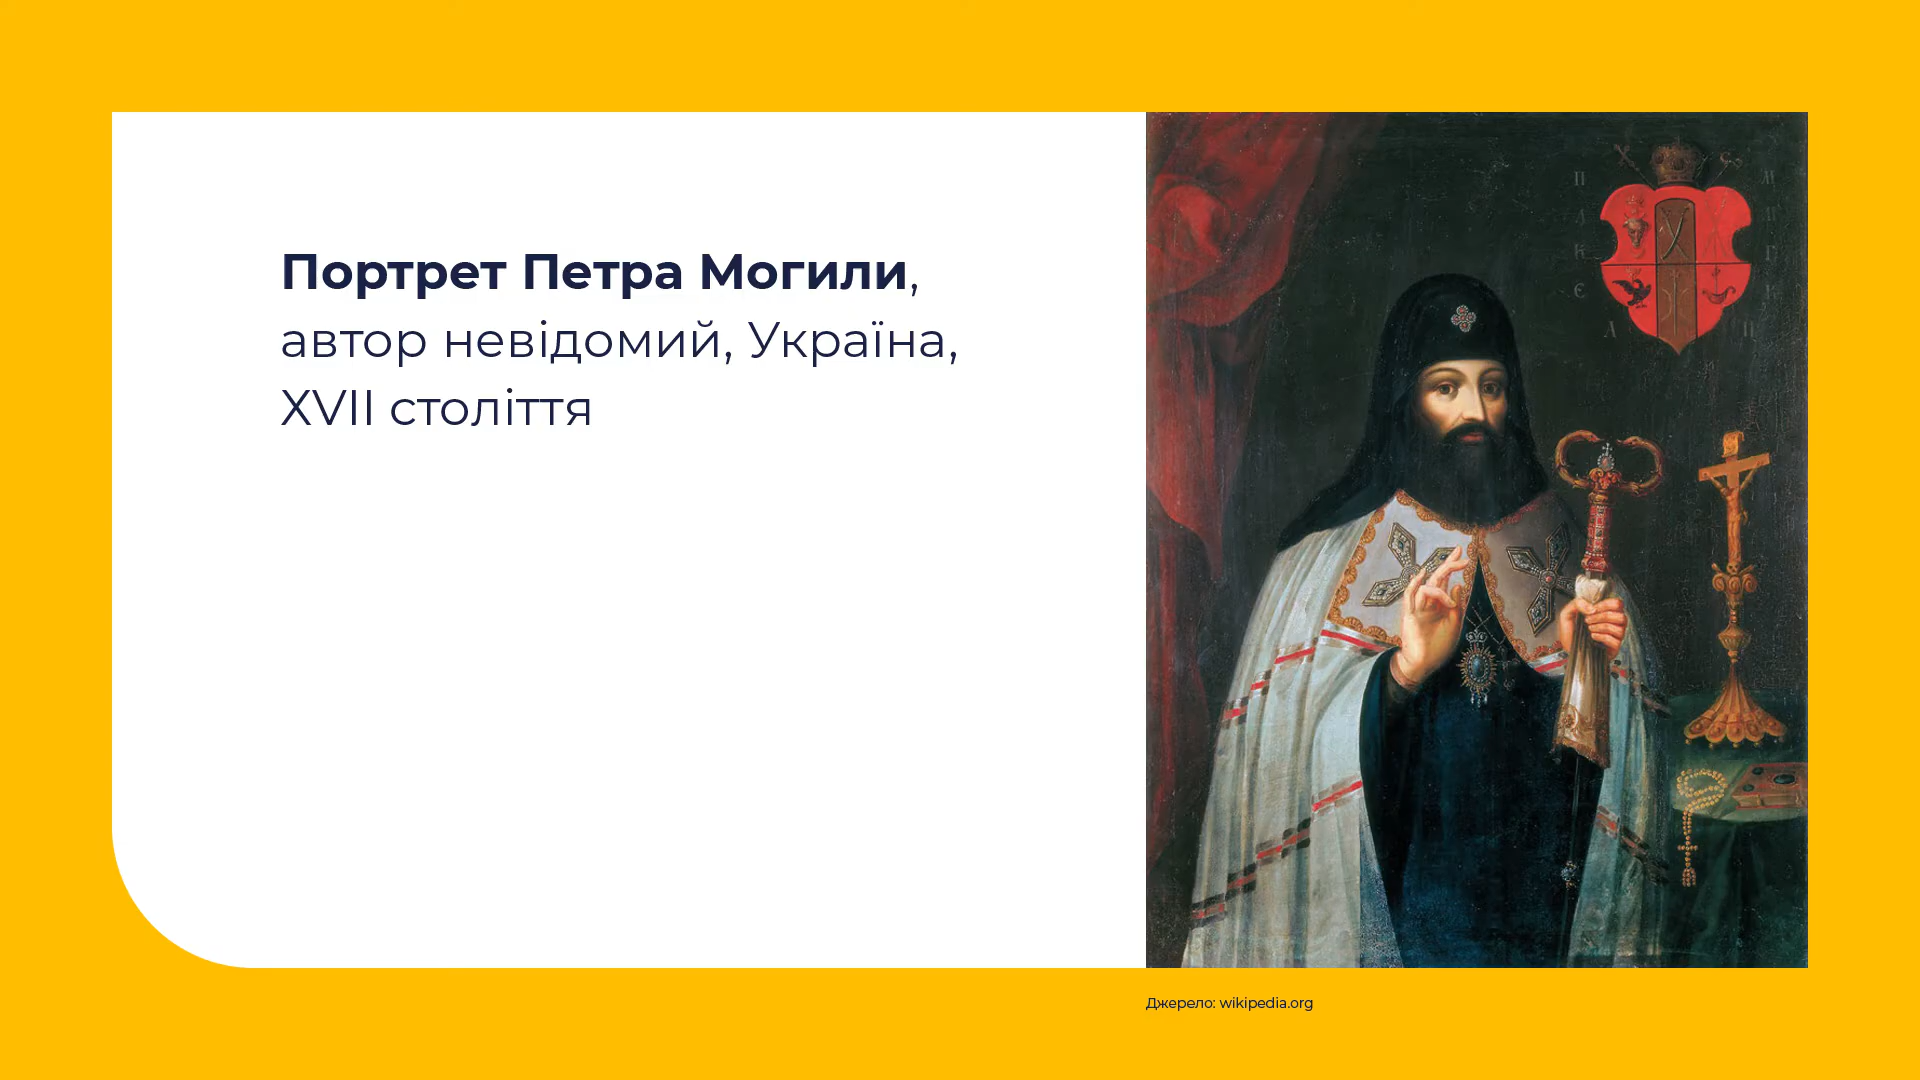 Портрет Петра Могили,
автор невідомий, Україна,
XVII століття
Джерело: wikipedia.org